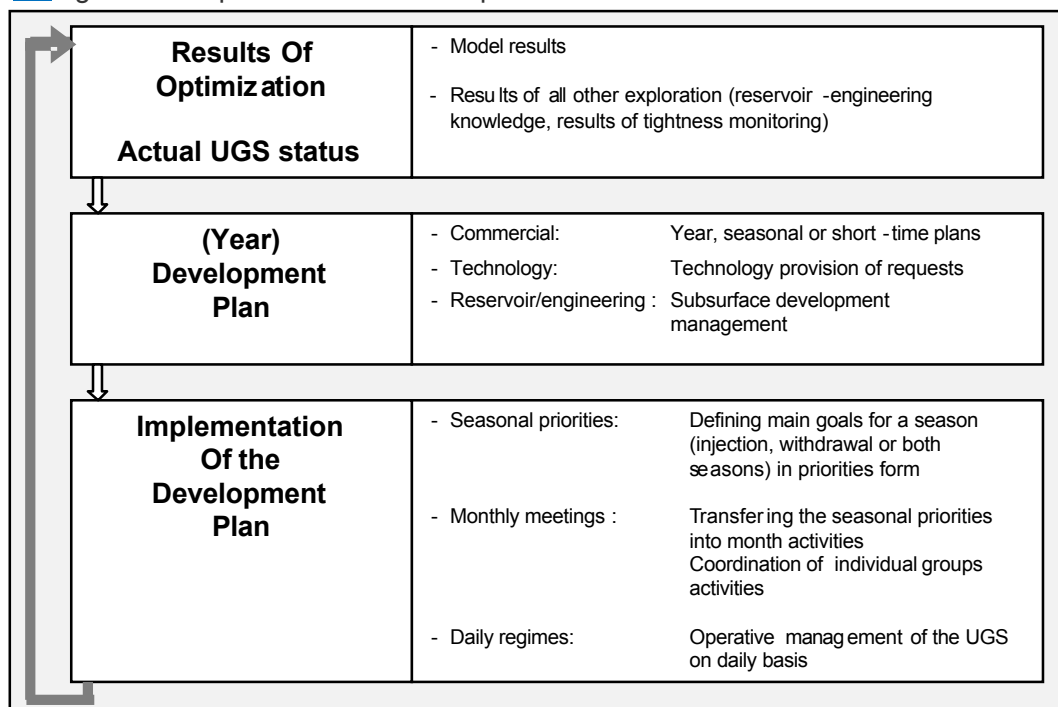 Results Of
Optimization
Actual UGS status
- Model results
- Results of all other exploration (reservoir -engineering
knowledge, results of tightness monitoring)
(Year)
Development
Plan
- Commercial: Year, seasonal or short -time plans
- Technology: Technology provision of requests
- Reservoir/engineering : Subsurface development
management
Implementation
Of the
Development
Plan
- Seasonal priorities: Defining main goals for a season
(injection, withdrawal or both
seasons) in priorities form
- Monthly meetings : Transfering the seasonal priorities
into month activities
Coordination of individual groups
activities
- Daily regimes: Operative management of the UGS
on daily basis